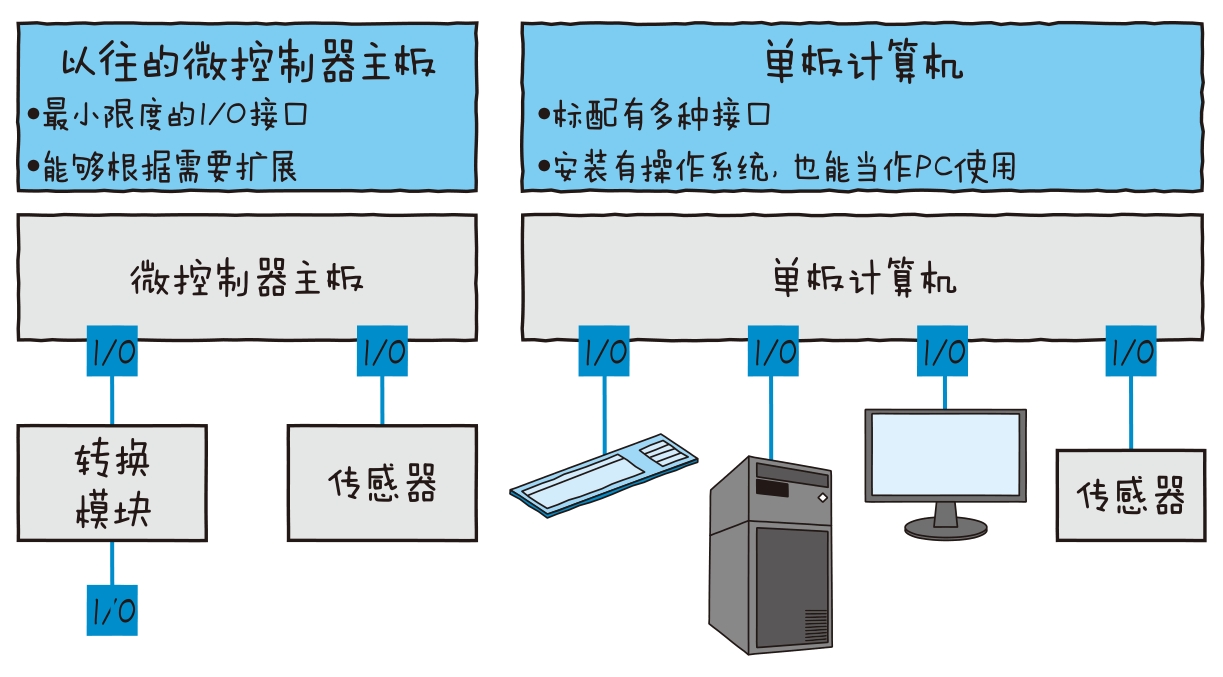 以往的微控制器主板
•最小限度的I/O接口
•能够根据需要扩展
单板计算机
•标配有多种接口
•安装有操作系统，也能当作PC使用
微控制器主板
单板计算机
I/O
I/O
I/O
I/O
I/O
I/O
转换
模块
传感器
传感器
I/O